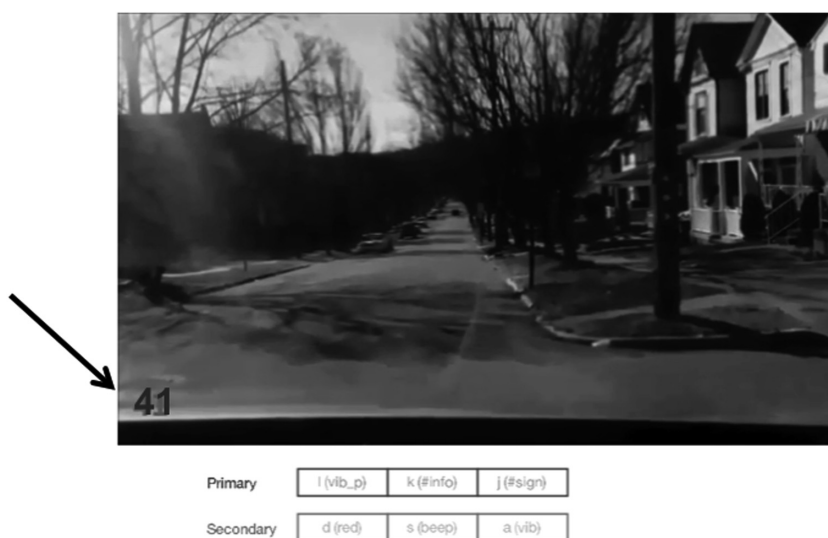 41
Primary l (vib_p) k (#info) j (#sign)
Secondary d (red) s (beep) a (vib)